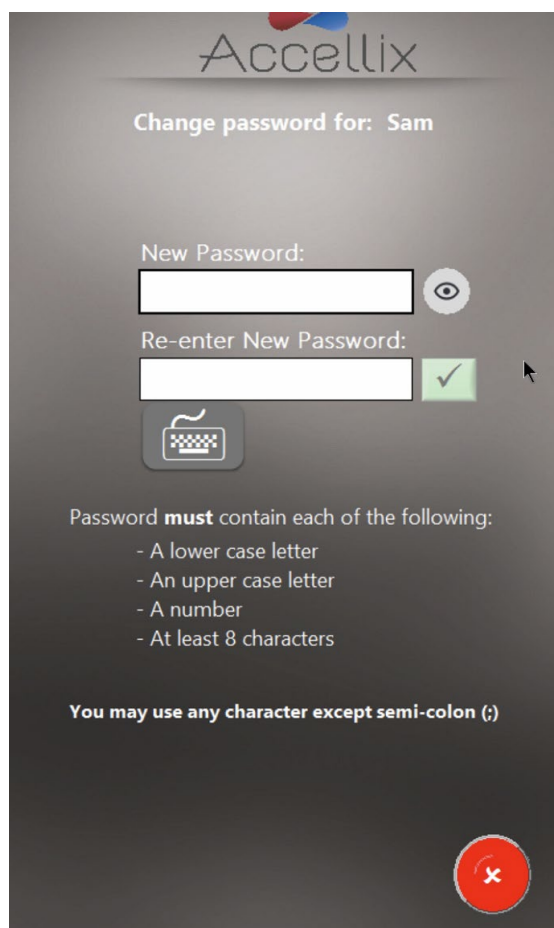 Accellix
Change password for: Sam
New Password:
Re-enter New Password:
Password must contain each of the following:
- A lower case letter
- An upper case letter
- A number
- At least 8 characters
You may use any character except semi-colon (;)